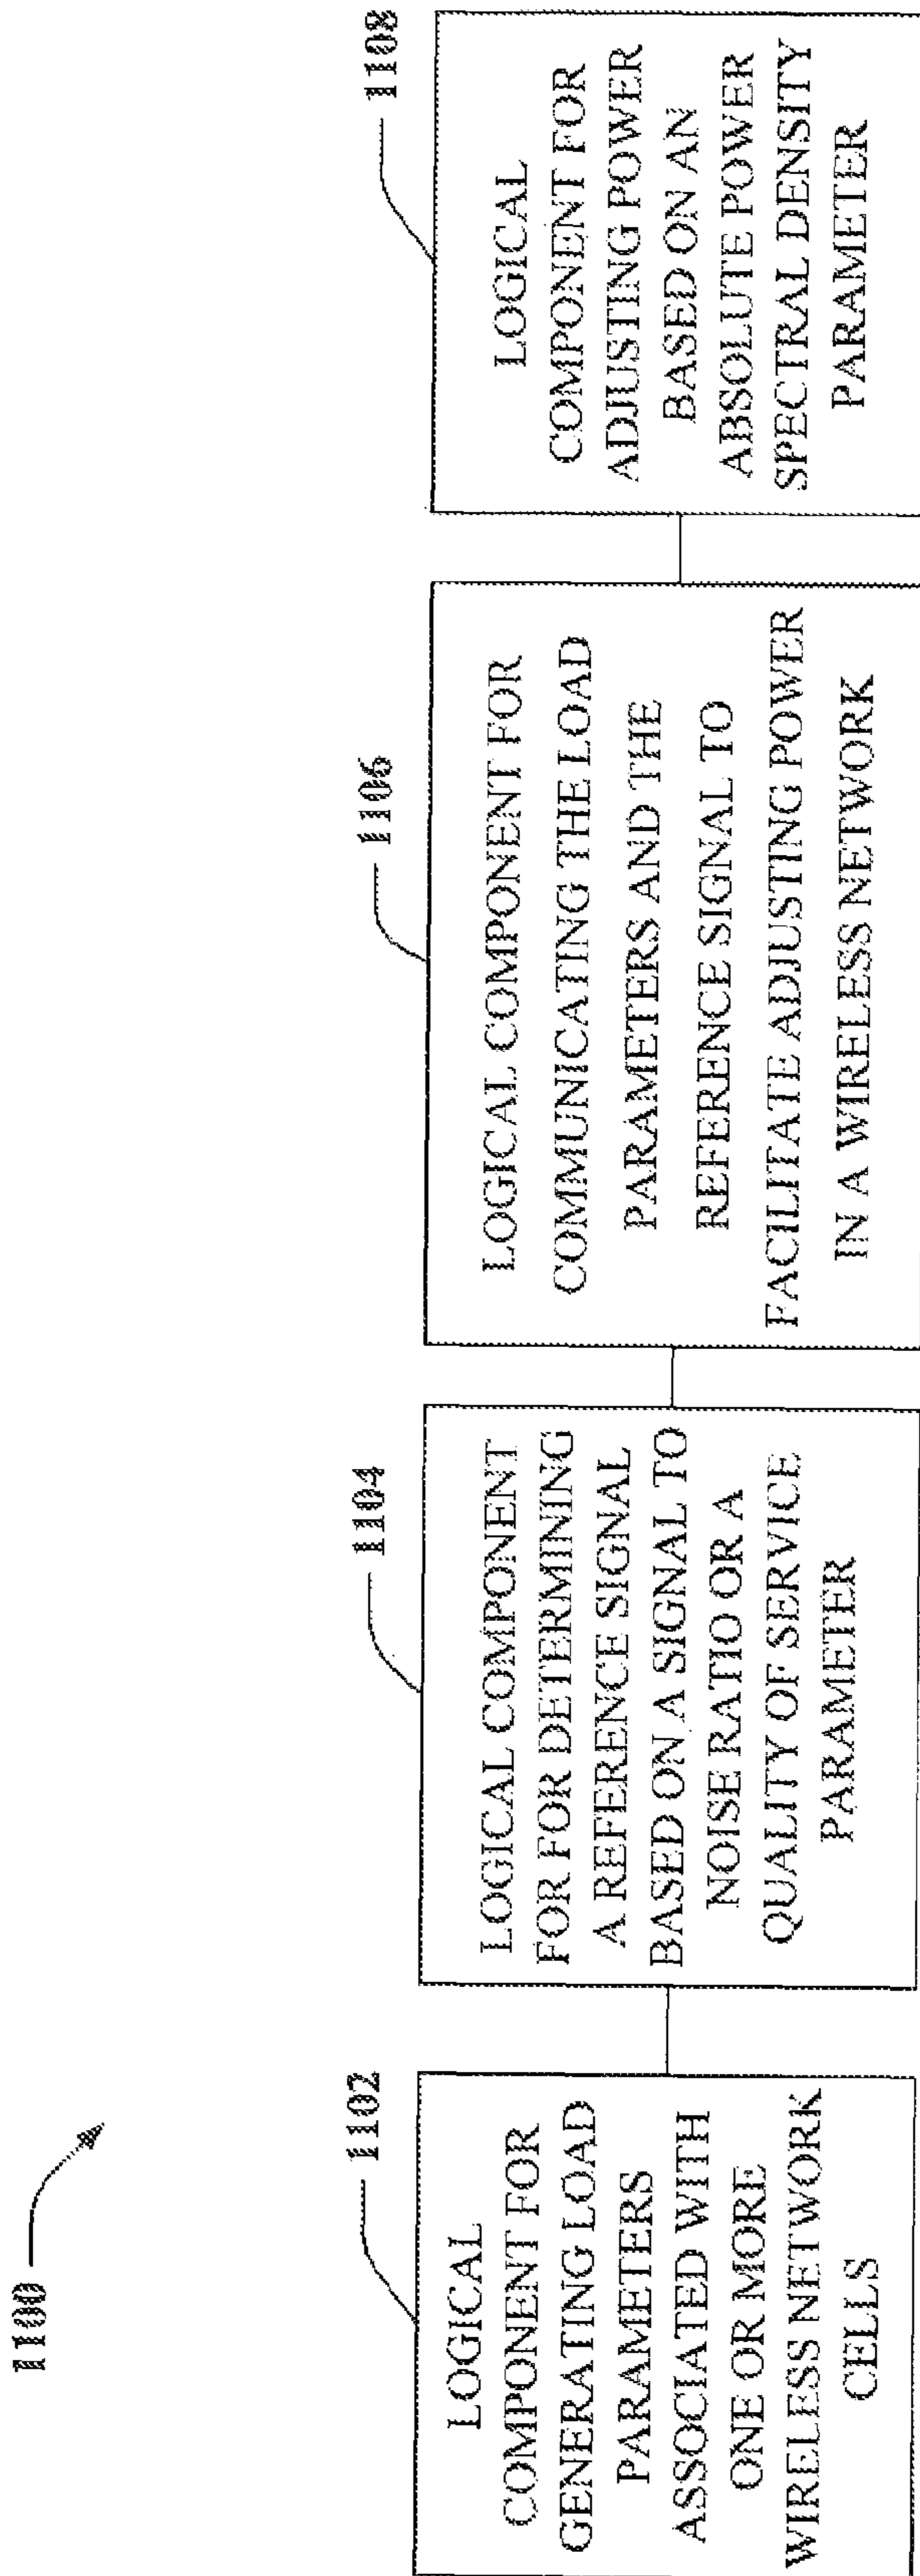 1100
1102
LOGICAL
COMPONENT FOR
GENERATING LOAD
PARAMETERS
ASSOCIATED WITH
ONE OR MORE
WIRELESS NETWORK
CELLS
1104
LOGICAL COMPONENT
FOR FOR DETERMINING
A REFERENCE SIGNAL
BASED ON A SIGNAL TO
NOISE RATIO OR A
QUALITY OF SERVICE
PARAMETER
1106
LOGICAL COMPONENT FOR
COMMUNICATING THE LOAD
PARAMETERS AND THE
REFERENCE SIGNAL TO
FACILITATE ADJUSTING POWER
IN A WIRELESS NETWORK
1108
LOGICAL
COMPONENT FOR
ADJUSTING POWER
BASED ON AN
ABSOLUTE POWER
SPECTRAL DENSITY
PARAMETER